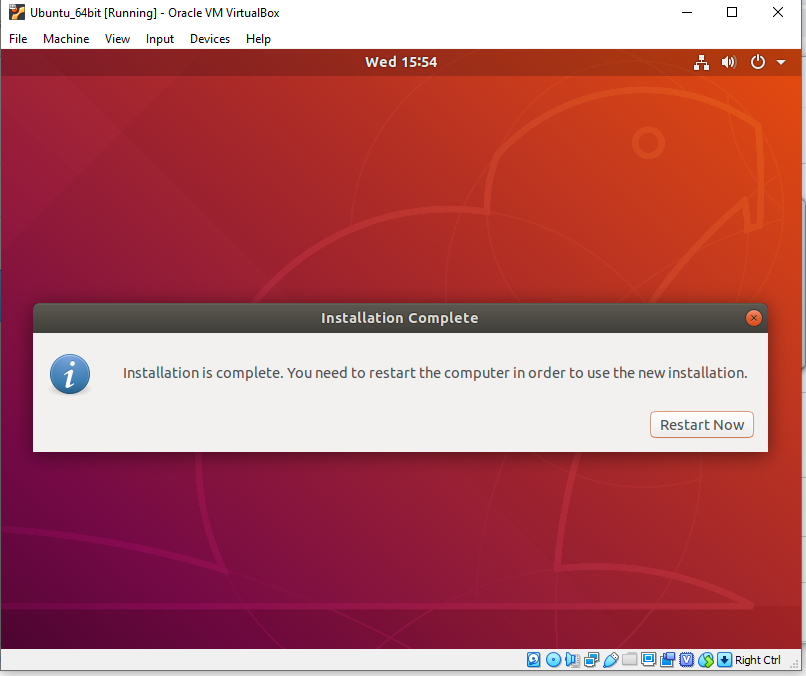 Ubuntu_64bit [Running] - Oracle VM VirtualBox
File Machine View Input Devices Help
Wed 15:54
Installation Complete
Installation is complete. You need to restart the computer in order to use the new installation.
Restart Now
Right Ctrl